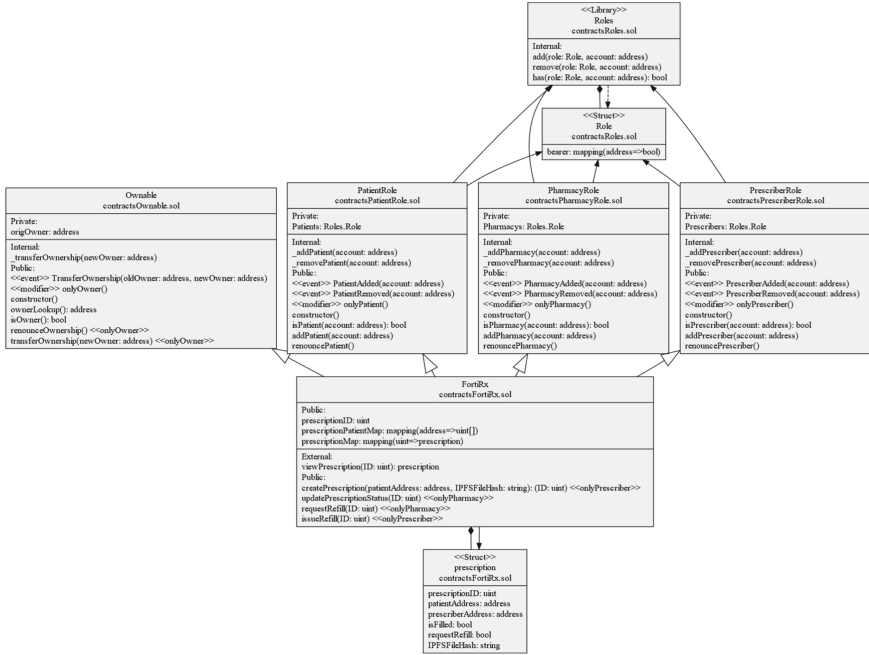 <<Library>>
Roles
contractsRoles.sol
Internal:
add(role: Role, account: address)
remove(role: Role, account: address)
has(role: Role, account: address): bool
<<Struct>>
Role
contractsRoles.sol
bearer: mapping(address=>bool)
Ownable
contractsOwnable.sol
Private:
origOwner: address
Internal:
_transferOwnership(newOwner: address)
Public:
<<event>> TransferOwnership(oldOwner: address, newOwner: address)
<<modifier>> onlyOwner()
constructor()
ownerLookup(): address
isOwner(): bool
renounceOwnership() <<onlyOwner>>
transferOwnership(newOwner: address) <<onlyOwner>>
PatientRole
contractsPatientRole.sol
Private:
Patients: Roles.Role
Internal:
_addPatient(account: address)
_removePatient(account: address)
Public:
<<event>> PatientAdded(account: address)
<<event>> PatientRemoved(account: address)
<<modifier>> onlyPatient()
constructor()
isPatient(account: address): bool
addPatient(account: address)
renouncePatient()
PharmacyRole
contractsPharmacyRole.sol
Private:
Pharmacys: Roles.Role
Internal:
_addPharmacy(account: address)
_removePharmacy(account: address)
Public:
<<event>> PharmacyAdded(account: address)
<<event>> PharmacyRemoved(account: address)
<<modifier>> onlyPharmacy()
constructor()
isPharmacy(account: address): bool
addPharmacy(account: address)
renouncePharmacy()
PrescriberRole
contractsPrescriberRole.sol
Private:
Prescribers: Roles.Role
Internal:
_addPrescriber(account: address)
_removePrescriber(account: address)
Public:
<<event>> PrescriberAdded(account: address)
<<event>> PrescriberRemoved(account: address)
<<modifier>> onlyPrescriber()
constructor()
isPrescriber(account: address): bool
addPrescriber(account: address)
renouncePrescriber()
FortiRx
contractsFortiRx.sol
Public:
prescriptionID: uint
prescriptionPatientMap: mapping(address=>uint[])
prescriptionMap: mapping(uint=>prescription)
External:
viewPrescription(ID: uint): prescription
Public:
createPrescription(patientAddress: address, IPFSFileHash: string): (ID: uint) <<onlyPrescriber>>
updatePrescriptionStatus(ID: uint) <<onlyPharmacy>>
requestRefill(ID: uint) <<onlyPharmacy>>
issueRefill(ID: uint) <<onlyPrescriber>>
<<Struct>>
prescription
contractsFortiRx.sol
prescriptionID: uint
patientAddress: address
prescriberAddress: address
isFilled: bool
requestRefill: bool
IPFSFileHash: string